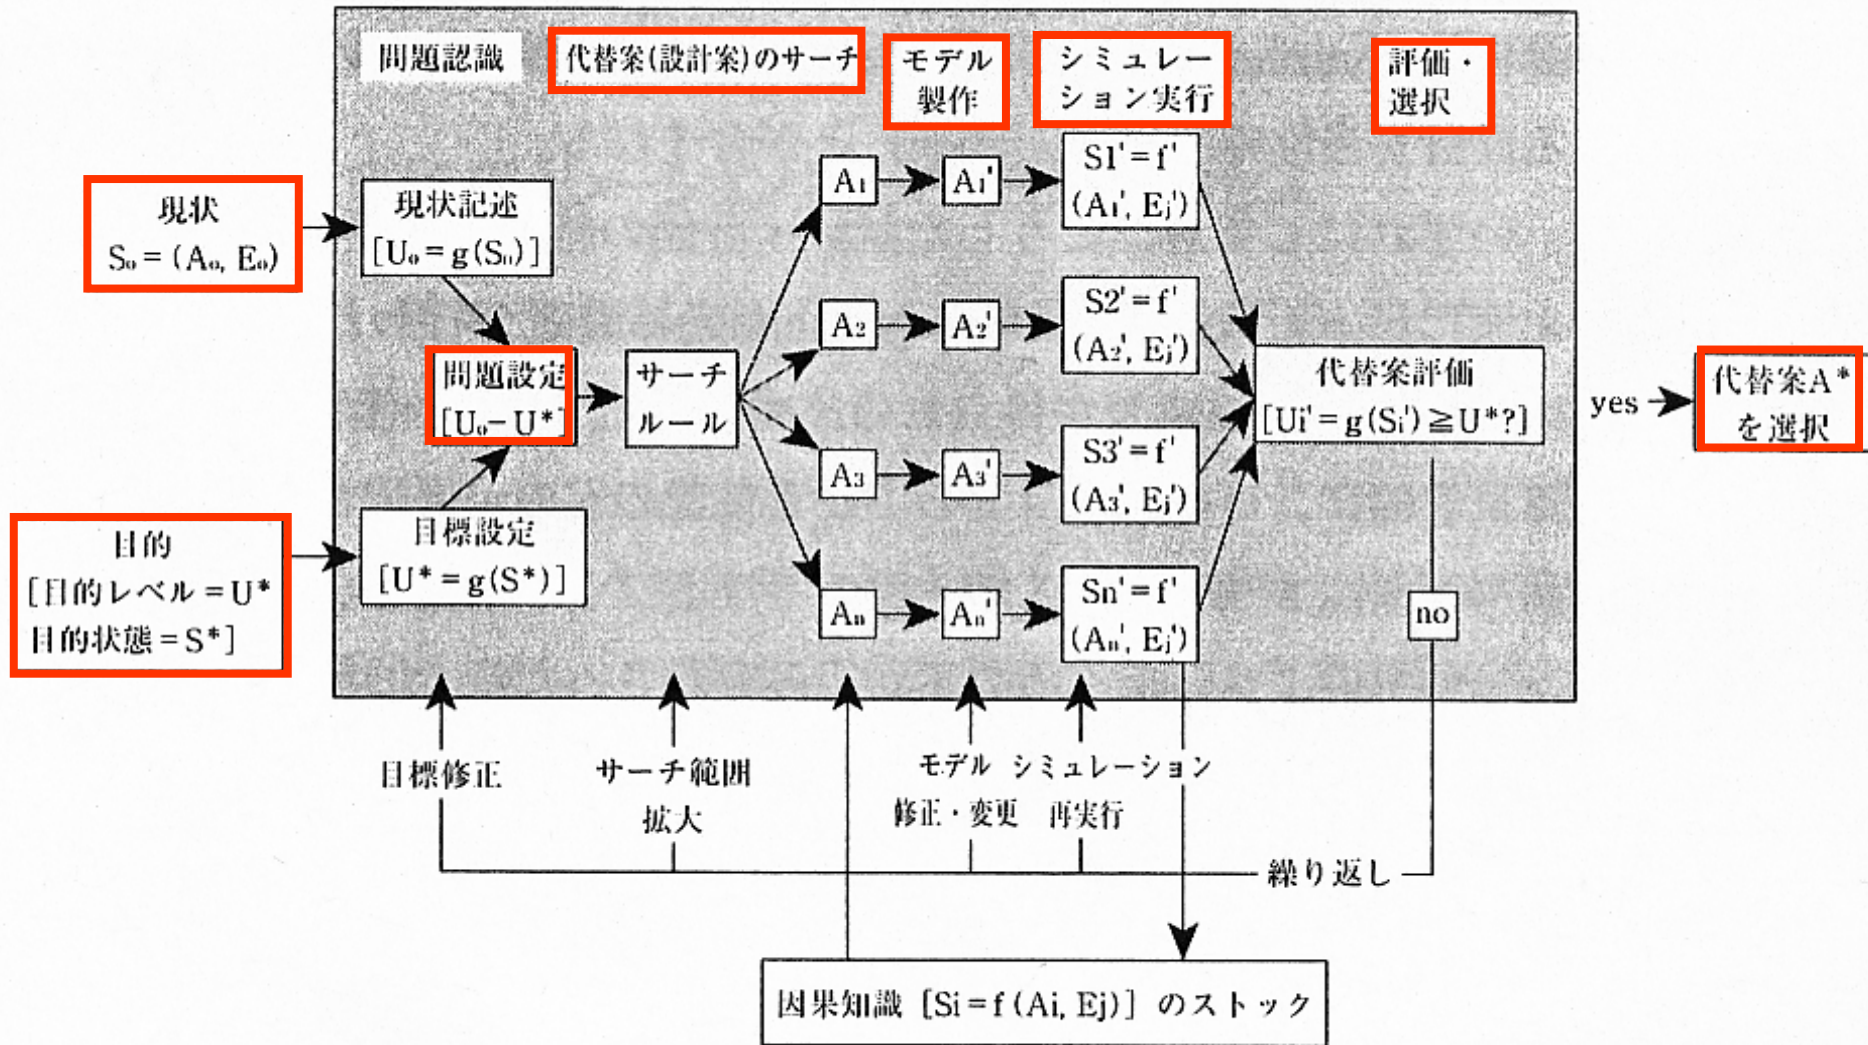 問題認識
代替案(設計案)のサーチ
モデル
製作
シミュレー
ション実行
評価・
選択
現状
S₀=(A₀, E₀)
現状記述
[U₀=g(S₀)]
問題設定
[U₀−U*]
目的
[目的レベル=U*
目的状態=S*]
目標設定
[U*=g(S*)]
サーチ
ルール
A₁
A₁'
S1'=f'
(A₁', Eⱼ')
A₂
A₂'
S2'=f'
(A₂', Eⱼ')
A₃
A₃'
S3'=f'
(A₃', Eⱼ')
Aₙ
Aₙ'
Sn'=f'
(Aₙ', Eⱼ')
代替案評価
[Ui'=g(Sᵢ')≧U*?]
yes
代替案A*
を選択
no
目標修正
サーチ範囲
拡大
モデル
修正・変更
シミュレーション
再実行
繰り返し
因果知識 [Si=f(Ai, Ej)] のストック